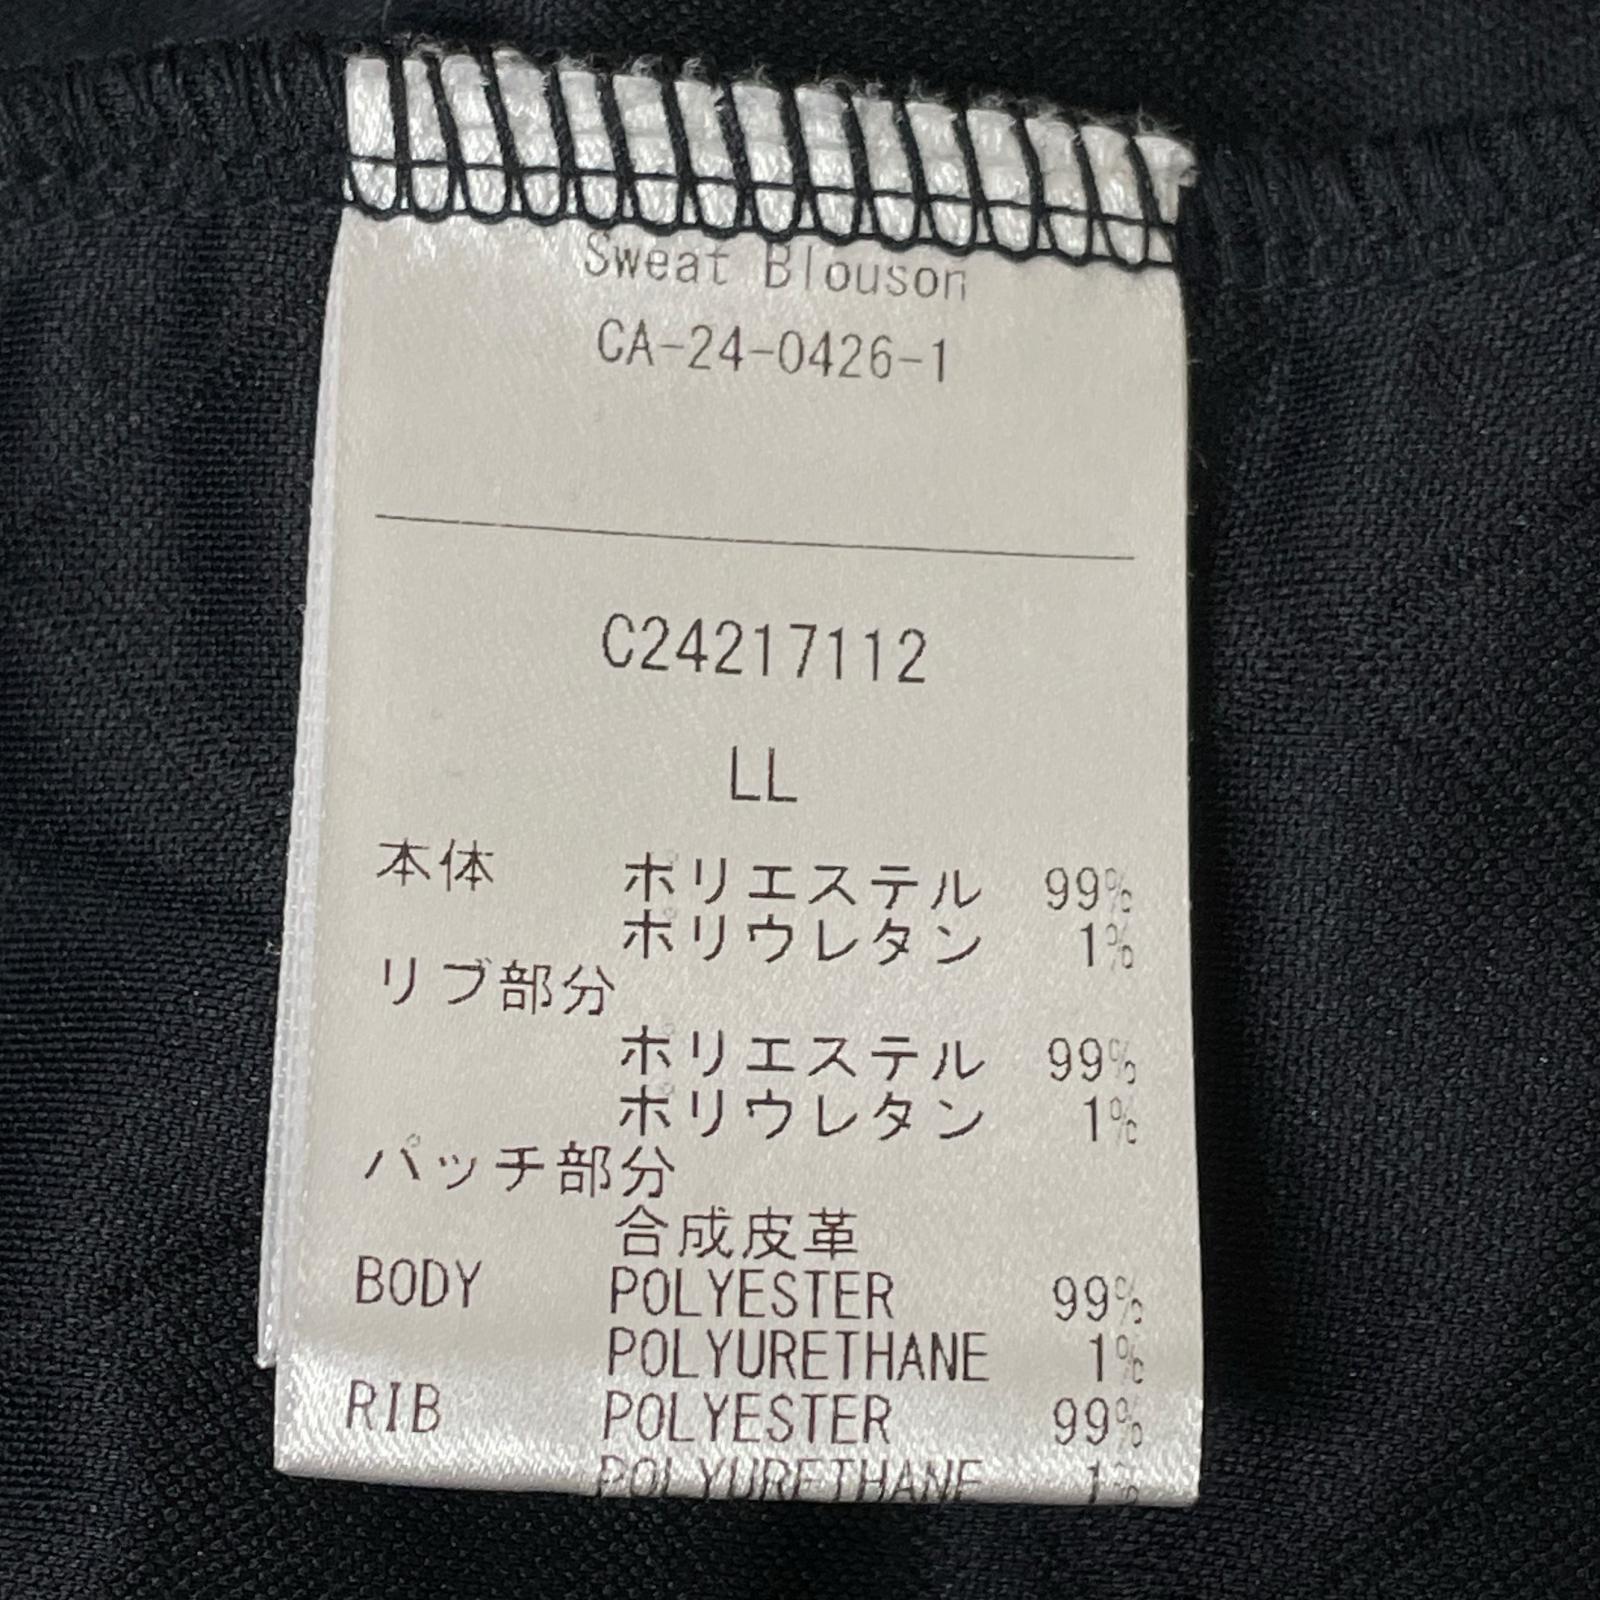 Sweat Blouson
CA-24-0426-1
C24217112
LL
本体 ポリエステル 99%
ポリウレタン 1%
リブ部分
ポリエステル 99%
ポリウレタン 1%
パッチ部分
合成皮革
BODY POLYESTER 99%
POLYURETHANE 1%
RIB POLYESTER 99%
POLYURETHANE 1%